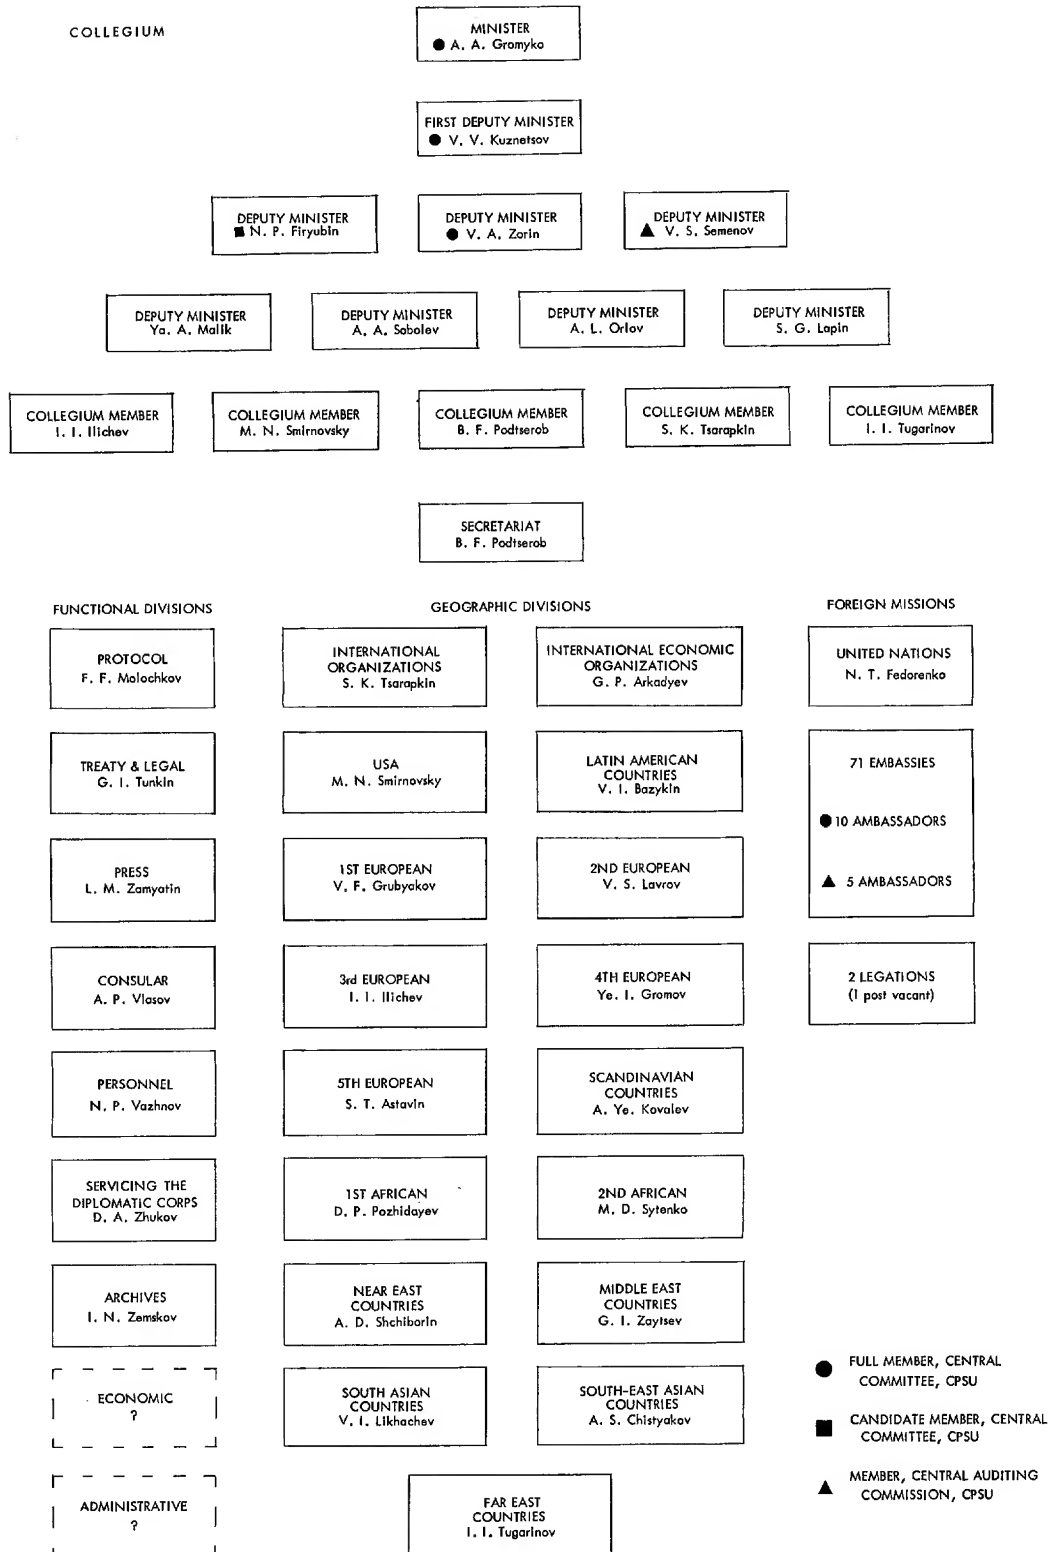 COLLEGIUM
MINISTER
A. A. Gromyko
FIRST DEPUTY MINISTER
V. V. Kuznetsov
DEPUTY MINISTER
N. P. Firyubin
DEPUTY MINISTER
V. A. Zorin
DEPUTY MINISTER
V. S. Semenov
DEPUTY MINISTER
Ya. A. Malik
DEPUTY MINISTER
A. A. Sobolev
DEPUTY MINISTER
A. L. Orlov
DEPUTY MINISTER
S. G. Lapin
COLLEGIUM MEMBER
I. I. Ilichev
COLLEGIUM MEMBER
M. N. Smirnovsky
COLLEGIUM MEMBER
B. F. Podtserob
COLLEGIUM MEMBER
S. K. Tsarapkin
COLLEGIUM MEMBER
I. I. Tugarinov
SECRETARIAT
B. F. Podtserob
FUNCTIONAL DIVISIONS
PROTOCOL
F. F. Molochkov
TREATY & LEGAL
G. I. Tunkin
PRESS
L. M. Zamyatin
CONSULAR
A. P. Vlasov
PERSONNEL
N. P. Vazhnov
SERVICING THE
DIPLOMATIC CORPS
D. A. Zhukov
ARCHIVES
I. N. Zemskov
ECONOMIC
?
ADMINISTRATIVE
?
GEOGRAPHIC DIVISIONS
INTERNATIONAL
ORGANIZATIONS
S. K. Tsarapkin
INTERNATIONAL ECONOMIC
ORGANIZATIONS
G. P. Arkadyev
USA
M. N. Smirnovsky
LATIN AMERICAN
COUNTRIES
V. I. Bazykin
1ST EUROPEAN
V. F. Grubyakov
2ND EUROPEAN
V. S. Lavrov
3rd EUROPEAN
I. I. Ilichev
4TH EUROPEAN
Ye. I. Gromov
5TH EUROPEAN
S. T. Astavin
SCANDINAVIAN
COUNTRIES
A. Ye. Kovalev
1ST AFRICAN
D. P. Pozhidayev
2ND AFRICAN
M. D. Sytenko
NEAR EAST
COUNTRIES
A. D. Shchiborin
MIDDLE EAST
COUNTRIES
G. I. Zaytsev
SOUTH ASIAN
COUNTRIES
V. I. Likhachev
SOUTH-EAST ASIAN
COUNTRIES
A. S. Chistyakov
FAR EAST
COUNTRIES
I. I. Tugarinov
FOREIGN MISSIONS
UNITED NATIONS
N. T. Fedorenko
71 EMBASSIES
10 AMBASSADORS
5 AMBASSADORS
2 LEGATIONS
(1 post vacant)
FULL MEMBER, CENTRAL
COMMITTEE, CPSU
CANDIDATE MEMBER, CENTRAL
COMMITTEE, CPSU
MEMBER, CENTRAL AUDITING
COMMISSION, CPSU